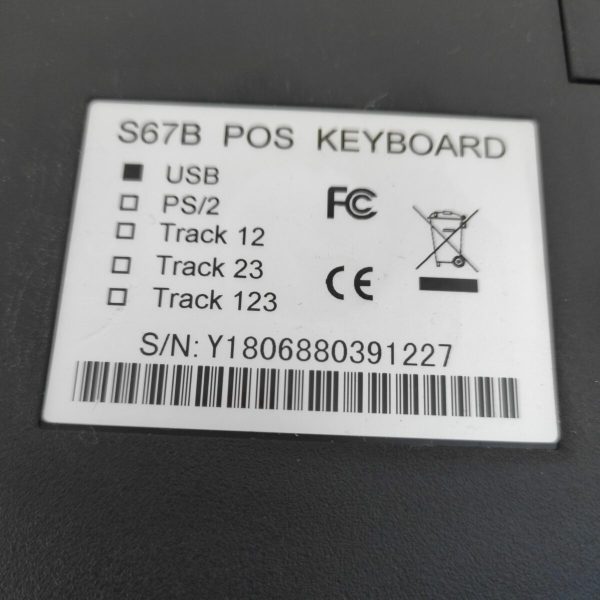 S67B POS KEYBOARD
USB
PS/2
Track 12
Track 23
Track 123
FC
CE
S/N: Y1806880391227